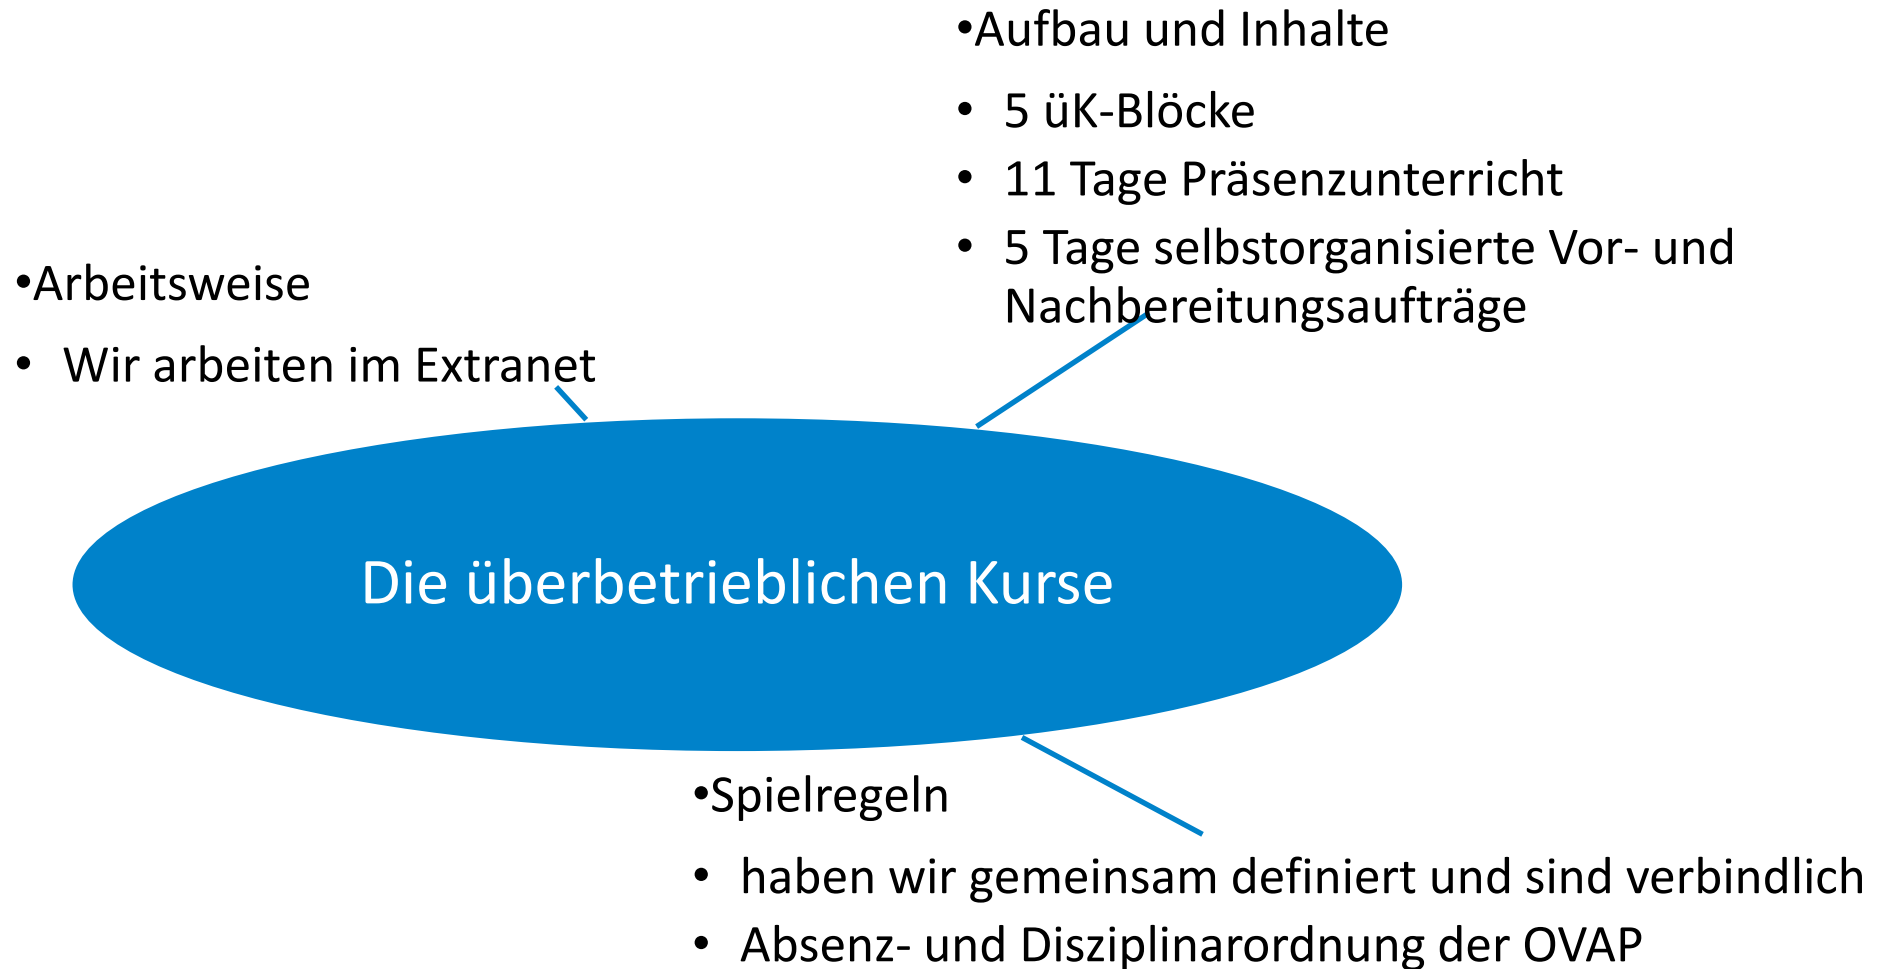 •Aufbau und Inhalte
• 5 üK-Blöcke
• 11 Tage Präsenzunterricht
• 5 Tage selbstorganisierte Vor- und
Nachbereitungsaufträge
•Arbeitsweise
• Wir arbeiten im Extranet
Die überbetrieblichen Kurse
•Spielregeln
• haben wir gemeinsam definiert und sind verbindlich
• Absenz- und Disziplinarordnung der OVAP